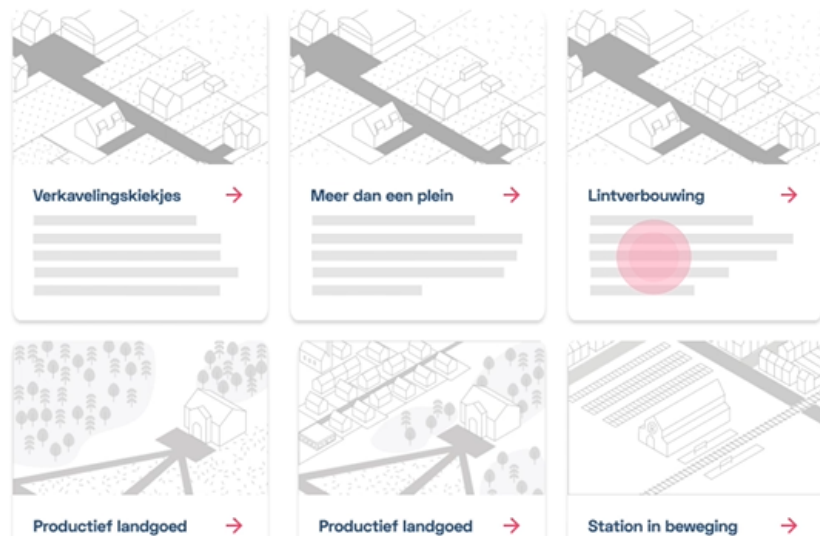 Verkavelingskiekjes
Meer dan een plein
Lintverbouwing
Productief landgoed
Productief landgoed
Station in beweging